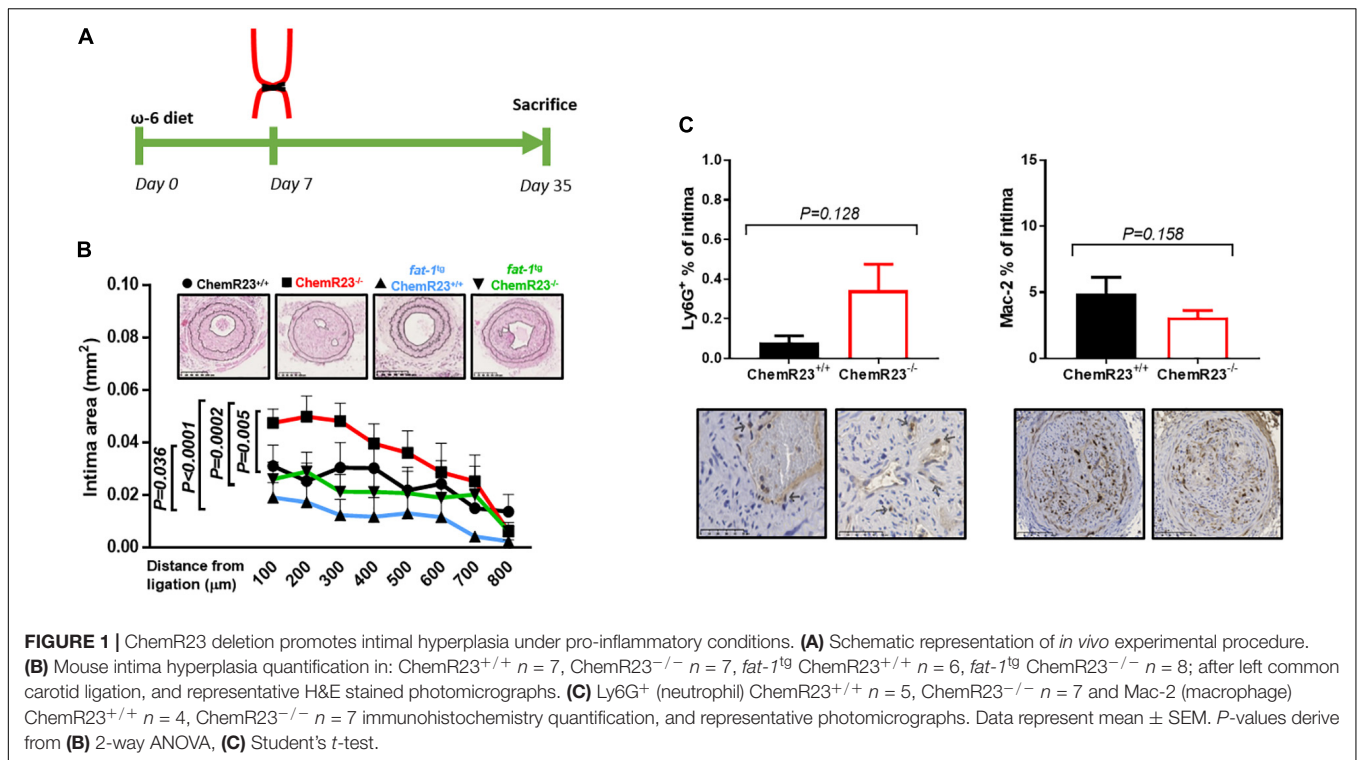 A
ω-6 diet
Sacrifice
Day 0
Day 7
Day 35
B
ChemR23+/+
ChemR23-/-
fat-1tg
ChemR23+/+
fat-1tg
ChemR23-/-
Intima area (mm2)
0.10
0.08
0.06
0.04
0.02
0.00
P=0.036
P<0.0001
P=0.0002
P=0.005
Distance from
ligation (μm)
100
200
300
400
500
600
700
800
C
Ly6G+ % of intima
1.0
0.8
0.6
0.4
0.2
0.0
P=0.128
ChemR23+/+
ChemR23-/-
Mac-2 % of intima
15
10
5
0
P=0.158
ChemR23+/+
ChemR23-/-
FIGURE 1 | ChemR23 deletion promotes intimal hyperplasia under pro-inflammatory conditions. (A) Schematic representation of in vivo experimental procedure.
(B) Mouse intima hyperplasia quantification in: ChemR23+/+ n = 7, ChemR23−/− n = 7, fat-1tg ChemR23+/+ n = 6, fat-1tg ChemR23−/− n = 8; after left common
carotid ligation, and representative H&E stained photomicrographs. (C) Ly6G+ (neutrophil) ChemR23+/+ n = 5, ChemR23−/− n = 7 and Mac-2 (macrophage)
ChemR23+/+ n = 4, ChemR23−/− n = 7 immunohistochemistry quantification, and representative photomicrographs. Data represent mean ± SEM. P-values derive
from (B) 2-way ANOVA, (C) Student's t-test.